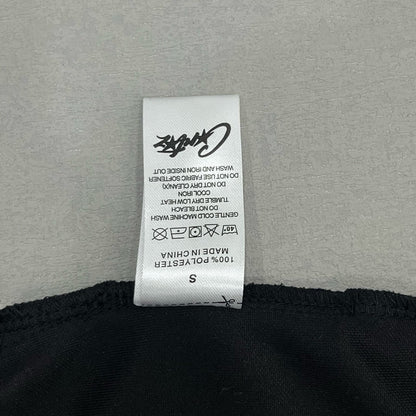 S
100% POLYESTER
MADE IN CHINA
40°
GENTLE COLD MACHINE WASH
DO NOT BLEACH
TUMBLE DRY LOW HEAT
COOL IRON
DO NOT DRY CLEAN(A)
DO NOT USE FABRIC SOFTENER
WASH AND IRON INSIDE OUT